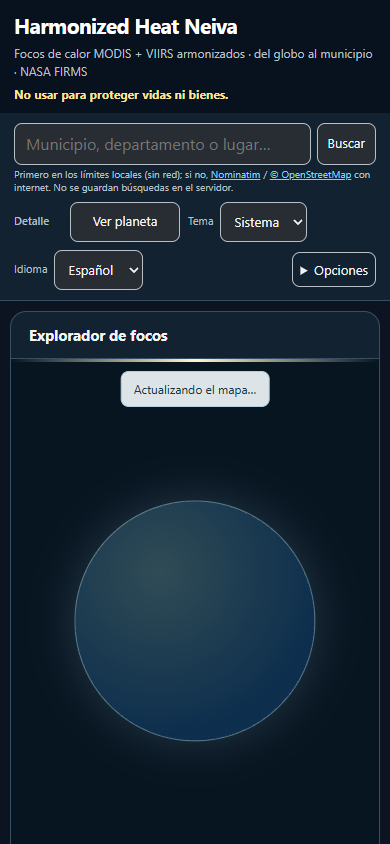 Harmonized Heat Neiva
Focos de calor MODIS + VIIRS armonizados · del globo al municipio
· NASA FIRMS
No usar para proteger vidas ni bienes.
Municipio, departamento o lugar...
Buscar
Primero en los límites locales (sin red); si no, Nominatim / © OpenStreetMap con
internet. No se guardan búsquedas en el servidor.
Detalle
Ver planeta
Tema
Sistema
Idioma
Español
Opciones
Explorador de focos
Actualizando el mapa...